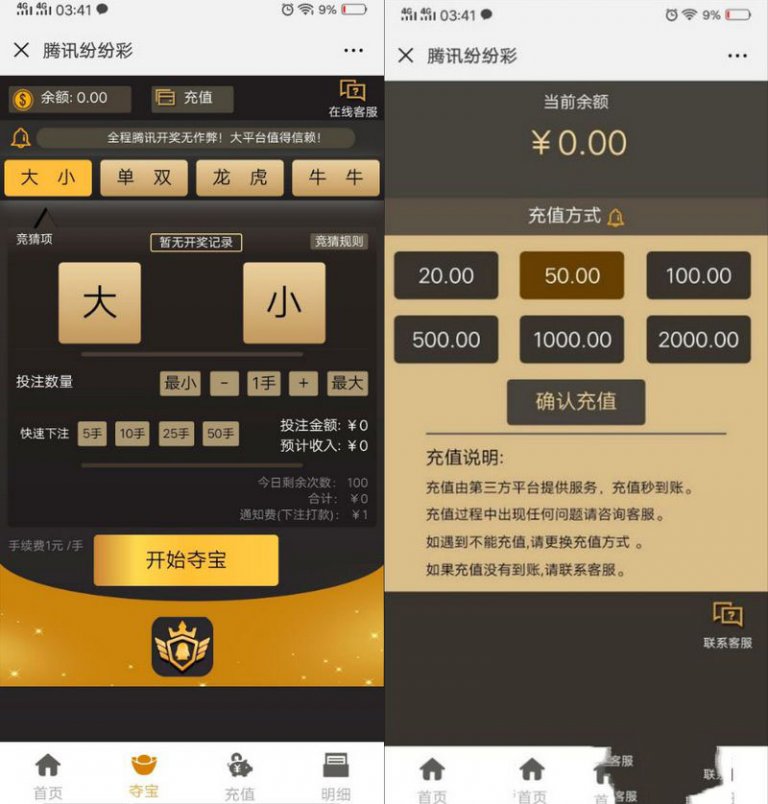 4G 4G 03:41 9%
腾讯纷纷彩
余额: 0.00
充值
在线客服
全程腾讯开奖无作弊！大平台值得信赖！
大 小
单 双
龙 虎
牛 牛
竞猜项
暂无开奖记录
竞猜规则
大
小
投注数量
最小
-
1手
+
最大
快速下注
5手
10手
25手
50手
投注金额: ¥0
预计收入: ¥0
今日剩余次数: 100
合计: ¥0
通知费(下注打款): ¥1
手续费1元 /手
开始夺宝
首页
夺宝
充值
明细
4G 4G 03:41 9%
腾讯纷纷彩
当前余额
¥0.00
充值方式
20.00
50.00
100.00
500.00
1000.00
2000.00
确认充值
充值说明:
充值由第三方平台提供服务，充值秒到账。
充值过程中出现任何问题请咨询客服。
如遇到不能充值,请更换充值方式 。
如果充值没有到账,请联系客服。
联系客服
首页
首页
客服
客服
联